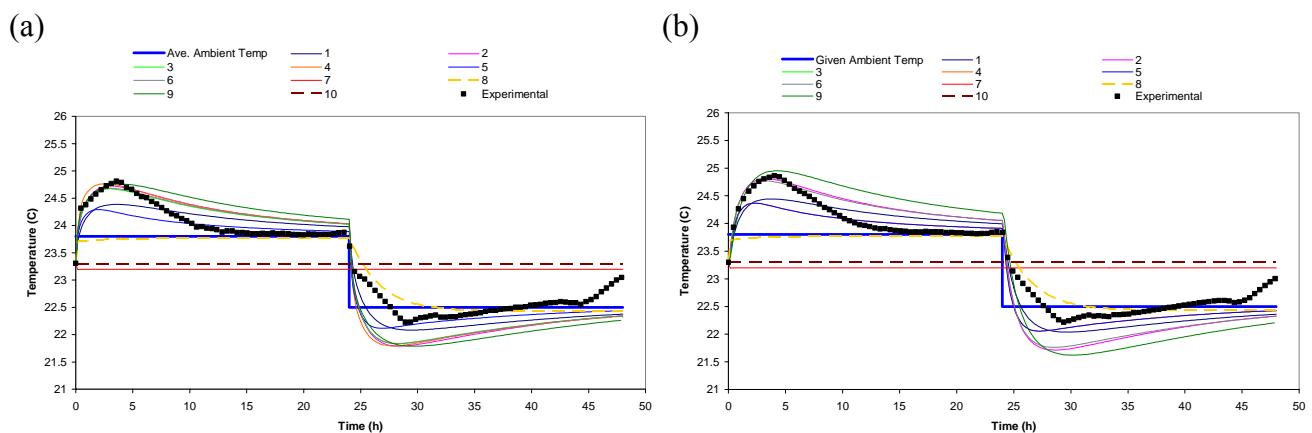 (a)
Ave. Ambient Temp 1 2
3 4 5
6 7 8
9 10 Experimental
26
25.5
25
24.5
24
23.5
23
22.5
22
21.5
21
Temperature (C)
0 5 10 15 20 25 30 35 40 45 50
Time (h)
(b)
Given Ambient Temp 1 2
3 4 5
6 7 8
9 10 Experimental
26
25.5
25
24.5
24
23.5
23
22.5
22
21.5
21
Temperature (C)
0 5 10 15 20 25 30 35 40 45 50
Time (h)